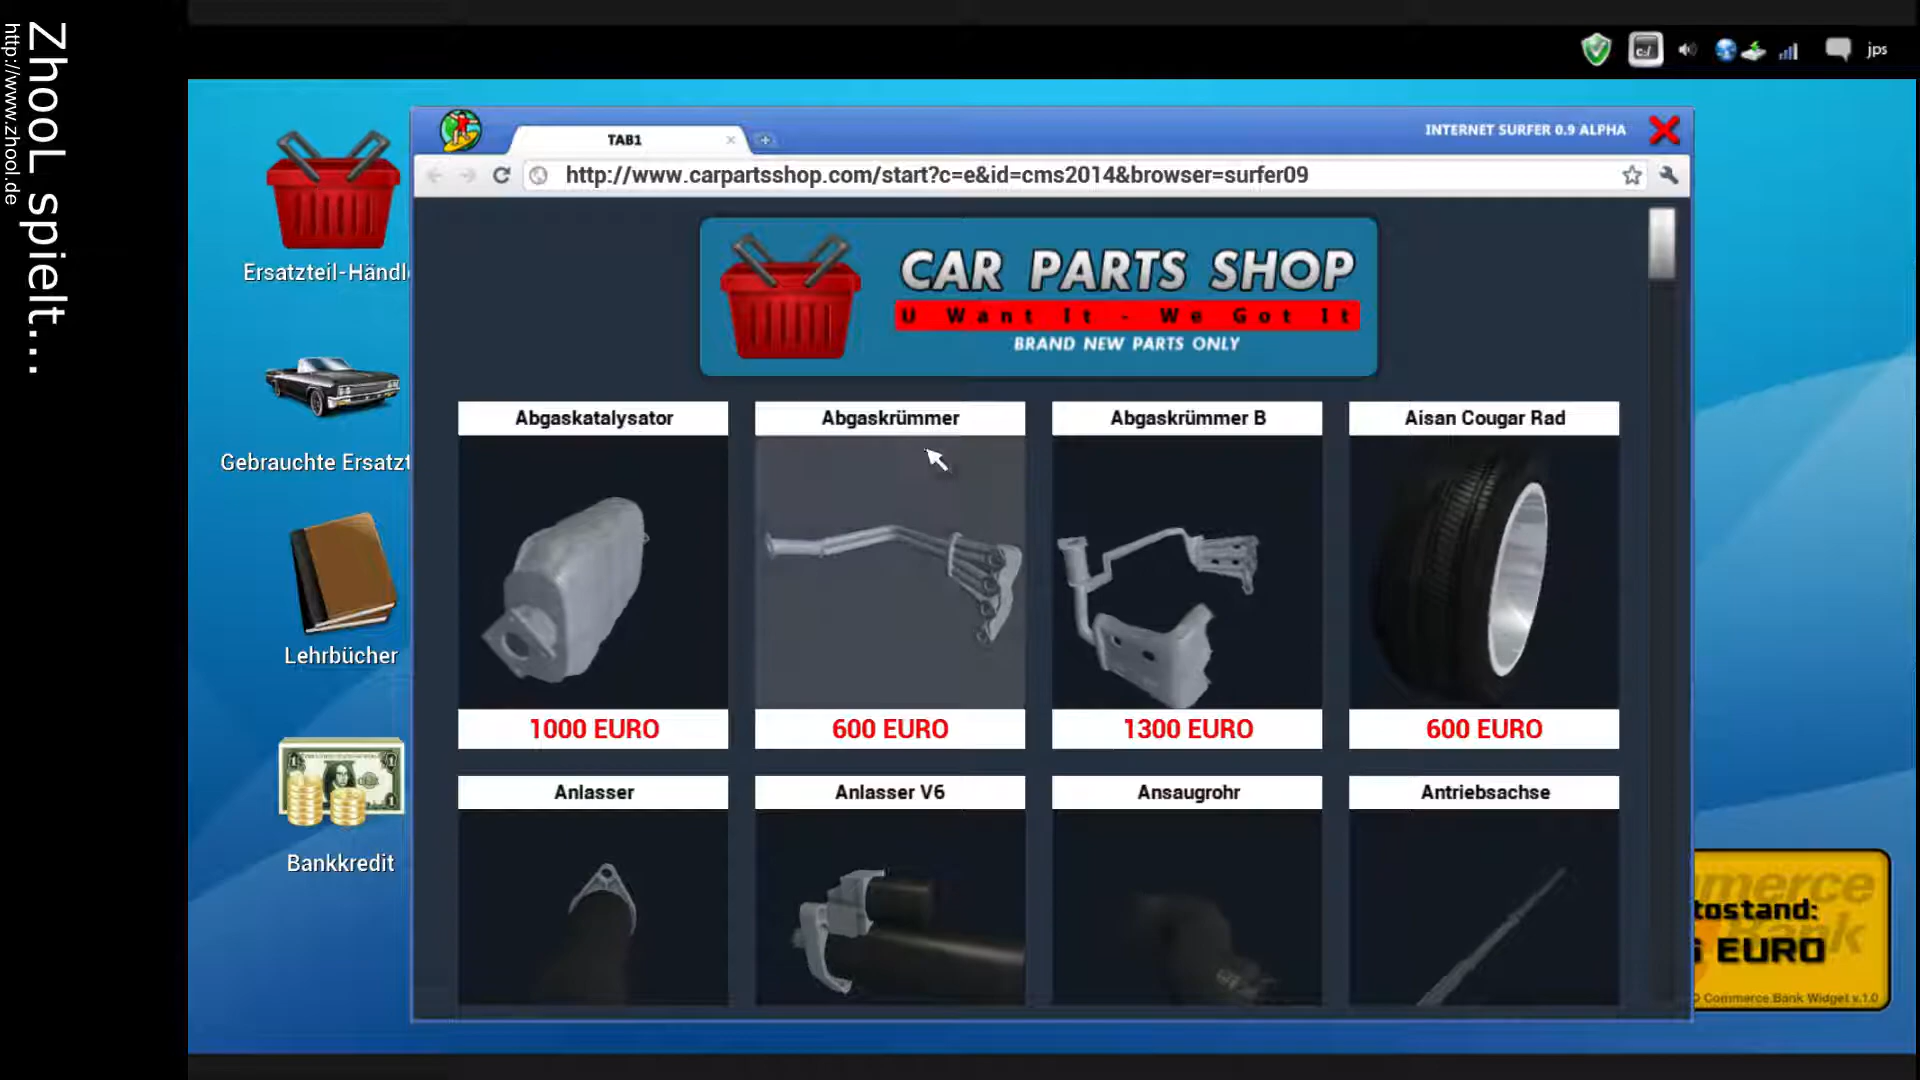 ZhooL spielt...
http://www.zhool.de
jps
TAB1
INTERNET SURFER 0.9 ALPHA
http://www.carpartsshop.com/start?c=e&id=cms2014&browser=surfer09
CAR PARTS SHOP
U Want It - We Got It
BRAND NEW PARTS ONLY
Ersatzteil-Händl
Gebrauchte Ersatzt
Lehrbücher
Bankkredit
Abgaskatalysator
Abgaskrümmer
Abgaskrümmer B
Aisan Cougar Rad
1000 EURO
600 EURO
1300 EURO
600 EURO
Anlasser
Anlasser V6
Ansaugrohr
Antriebsachse
merce
Bank
tostand:
EURO
Commerce Bank Widget v.1.0